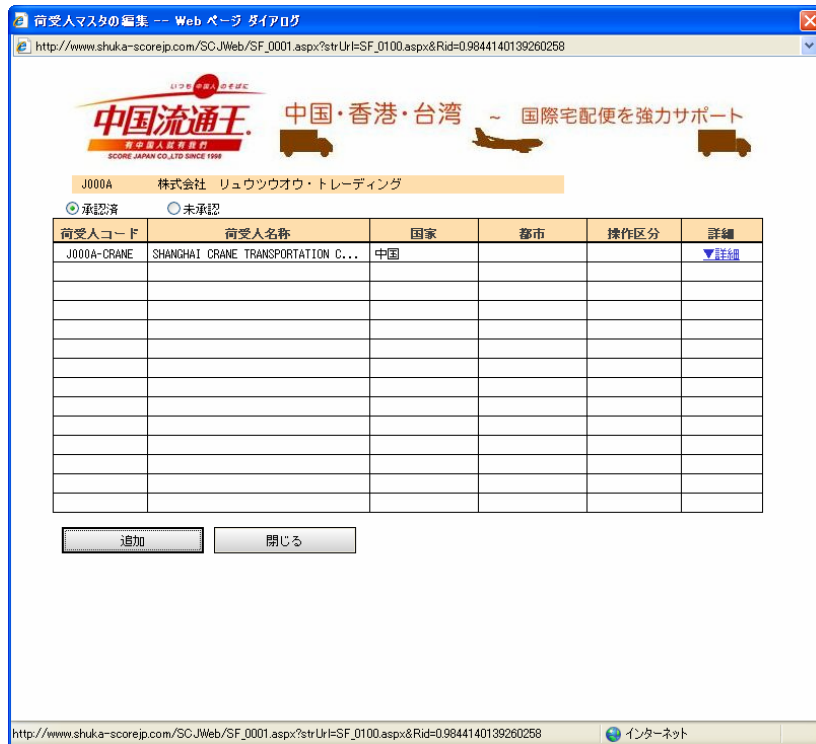 荷受人マスタの編集 -- Web ページ ダイアログ
http://www.shuka-scorejp.com/SCJWeb/SF_0001.aspx?strUrl=SF_0100.aspx&Rid=0.9844140139260258
いつも中国人のそばに
中国流通王.
有中国人就有我们
SCORE JAPAN CO.,LTD SINCE 1998
中国・香港・台湾 ~ 国際宅配便を強力サポート
J000A 株式会社 リュウツウオウ・トレーディング
承認済 未承認
荷受人コード 荷受人名称 国家 都市 操作区分 詳細
J000A-CRANE SHANGHAI CRANE TRANSPORTATION C... 中国 ▼詳細
追加 閉じる
http://www.shuka-scorejp.com/SCJWeb/SF_0001.aspx?strUrl=SF_0100.aspx&Rid=0.9844140139260258 インターネット